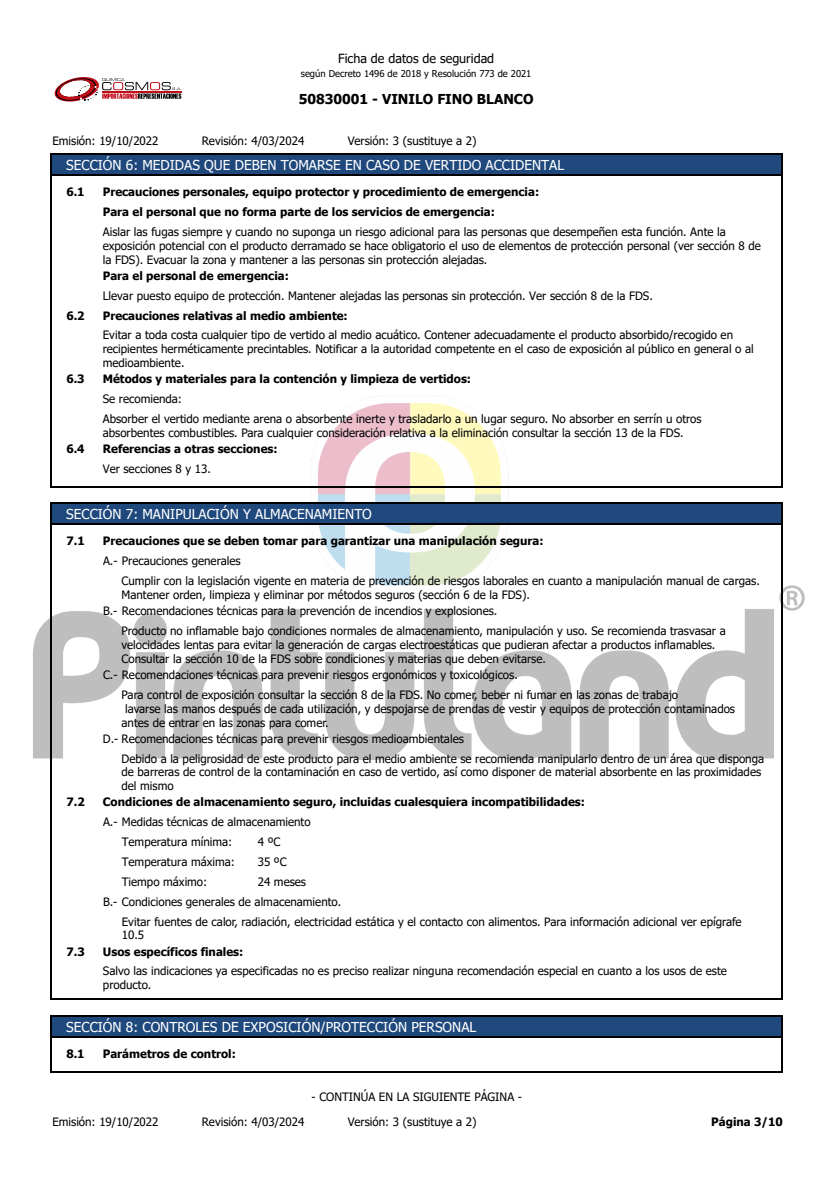 Ficha de datos de seguridad
según Decreto 1496 de 2018 y Resolución 773 de 2021
QUIMICA
COSMOS S.A.
IMPORTACIONES REPRESENTACIONES
50830001 - VINILO FINO BLANCO
Emisión: 19/10/2022 Revisión: 4/03/2024 Versión: 3 (sustituye a 2)
SECCIÓN 6: MEDIDAS QUE DEBEN TOMARSE EN CASO DE VERTIDO ACCIDENTAL
6.1 Precauciones personales, equipo protector y procedimiento de emergencia:
Para el personal que no forma parte de los servicios de emergencia:
Aislar las fugas siempre y cuando no suponga un riesgo adicional para las personas que desempeñen esta función. Ante la
exposición potencial con el producto derramado se hace obligatorio el uso de elementos de protección personal (ver sección 8 de
la FDS). Evacuar la zona y mantener a las personas sin protección alejadas.
Para el personal de emergencia:
Llevar puesto equipo de protección. Mantener alejadas las personas sin protección. Ver sección 8 de la FDS.
6.2 Precauciones relativas al medio ambiente:
Evitar a toda costa cualquier tipo de vertido al medio acuático. Contener adecuadamente el producto absorbido/recogido en
recipientes herméticamente precintables. Notificar a la autoridad competente en el caso de exposición al público en general o al
medioambiente.
6.3 Métodos y materiales para la contención y limpieza de vertidos:
Se recomienda:
Absorber el vertido mediante arena o absorbente inerte y trasladarlo a un lugar seguro. No absorber en serrín u otros
absorbentes combustibles. Para cualquier consideración relativa a la eliminación consultar la sección 13 de la FDS.
6.4 Referencias a otras secciones:
Ver secciones 8 y 13.
SECCIÓN 7: MANIPULACIÓN Y ALMACENAMIENTO
7.1 Precauciones que se deben tomar para garantizar una manipulación segura:
A.- Precauciones generales
Cumplir con la legislación vigente en materia de prevención de riesgos laborales en cuanto a manipulación manual de cargas.
Mantener orden, limpieza y eliminar por métodos seguros (sección 6 de la FDS).
B.- Recomendaciones técnicas para la prevención de incendios y explosiones.
Producto no inflamable bajo condiciones normales de almacenamiento, manipulación y uso. Se recomienda trasvasar a
velocidades lentas para evitar la generación de cargas electroestáticas que pudieran afectar a productos inflamables.
Consultar la sección 10 de la FDS sobre condiciones y materias que deben evitarse.
C.- Recomendaciones técnicas para prevenir riesgos ergonómicos y toxicológicos.
Para control de exposición consultar la sección 8 de la FDS. No comer, beber ni fumar en las zonas de trabajo
lavarse las manos después de cada utilización, y despojarse de prendas de vestir y equipos de protección contaminados
antes de entrar en las zonas para comer.
D.- Recomendaciones técnicas para prevenir riesgos medioambientales
Debido a la peligrosidad de este producto para el medio ambiente se recomienda manipularlo dentro de un área que disponga
de barreras de control de la contaminación en caso de vertido, así como disponer de material absorbente en las proximidades
del mismo
Pintuland®
7.2 Condiciones de almacenamiento seguro, incluidas cualesquiera incompatibilidades:
A.- Medidas técnicas de almacenamiento
Temperatura mínima: 4 ºC
Temperatura máxima: 35 ºC
Tiempo máximo: 24 meses
B.- Condiciones generales de almacenamiento.
Evitar fuentes de calor, radiación, electricidad estática y el contacto con alimentos. Para información adicional ver epígrafe
10.5
7.3 Usos específicos finales:
Salvo las indicaciones ya especificadas no es preciso realizar ninguna recomendación especial en cuanto a los usos de este
producto.
SECCIÓN 8: CONTROLES DE EXPOSICIÓN/PROTECCIÓN PERSONAL
8.1 Parámetros de control:
- CONTINÚA EN LA SIGUIENTE PÁGINA -
Emisión: 19/10/2022 Revisión: 4/03/2024 Versión: 3 (sustituye a 2) Página 3/10